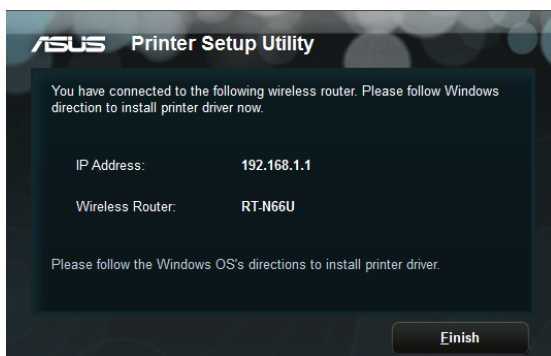 ASUS Printer Setup Utility
You have connected to the following wireless router. Please follow Windows
direction to install printer driver now.
IP Address: 192.168.1.1
Wireless Router: RT-N66U
Please follow the Windows OS's directions to install printer driver.
Finish